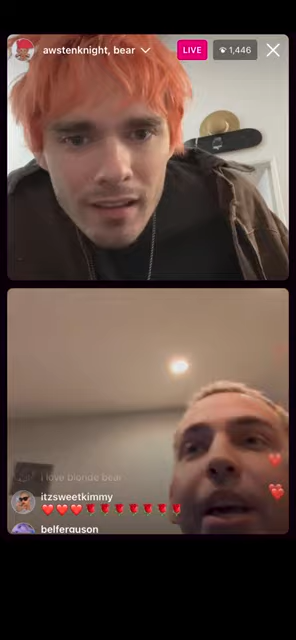 awstenknight, bear
LIVE
1,446
i love blonde bear
itzsweetkimmy
❤️❤️❤️🌹🌹🌹🌹🌹🌹🌹
belferguson